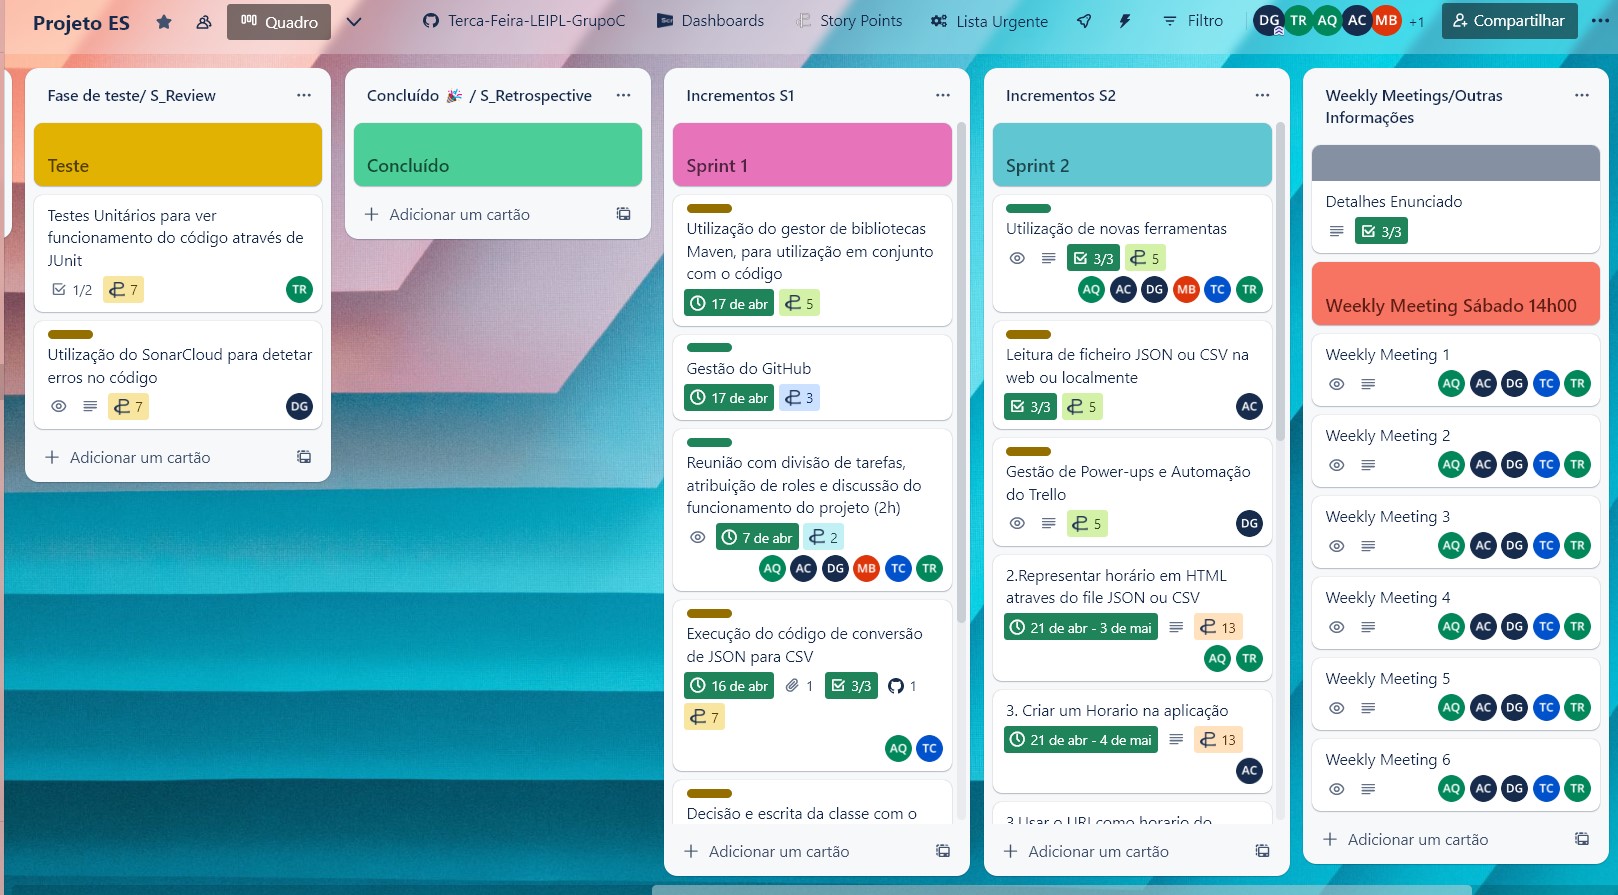 Projeto ES
Quadro
Terca-Feira-LEIPL-GrupoC
Dashboards
Story Points
Lista Urgente
Filtro
DG TR AQ AC MB +1
Compartilhar
Fase de teste/ S_Review
Teste
Testes Unitários para ver
funcionamento do código através de
JUnit
1/2 7
TR
Utilização do SonarCloud para detetar
erros no código
7
DG
Adicionar um cartão
Concluído 🎉 / S_Retrospective
Concluído
Adicionar um cartão
Incrementos S1
Sprint 1
Utilização do gestor de bibliotecas
Maven, para utilização em conjunto
com o código
17 de abr 5
Gestão do GitHub
17 de abr 3
Reunião com divisão de tarefas,
atribuição de roles e discussão do
funcionamento do projeto (2h)
7 de abr 2
AQ AC DG MB TC TR
Execução do código de conversão
de JSON para CSV
16 de abr 1 3/3 1
7
AQ TC
Decisão e escrita da classe com o
Adicionar um cartão
Incrementos S2
Sprint 2
Utilização de novas ferramentas
3/3 5
AQ AC DG MB TC TR
Leitura de ficheiro JSON ou CSV na
web ou localmente
3/3 5
AC
Gestão de Power-ups e Automação
do Trello
5
DG
2.Representar horário em HTML
atraves do file JSON ou CSV
21 de abr - 3 de mai 13
AQ TR
3. Criar um Horario na aplicação
21 de abr - 4 de mai 13
AC
3.Usar o URL como horario do
Adicionar um cartão
Weekly Meetings/Outras
Informações
Detalhes Enunciado
3/3
Weekly Meeting Sábado 14h00
Weekly Meeting 1
AQ AC DG TC TR
Weekly Meeting 2
AQ AC DG TC TR
Weekly Meeting 3
AQ AC DG TC TR
Weekly Meeting 4
AQ AC DG TC TR
Weekly Meeting 5
AQ AC DG TC TR
Weekly Meeting 6
AQ AC DG TC TR
Adicionar um cartão